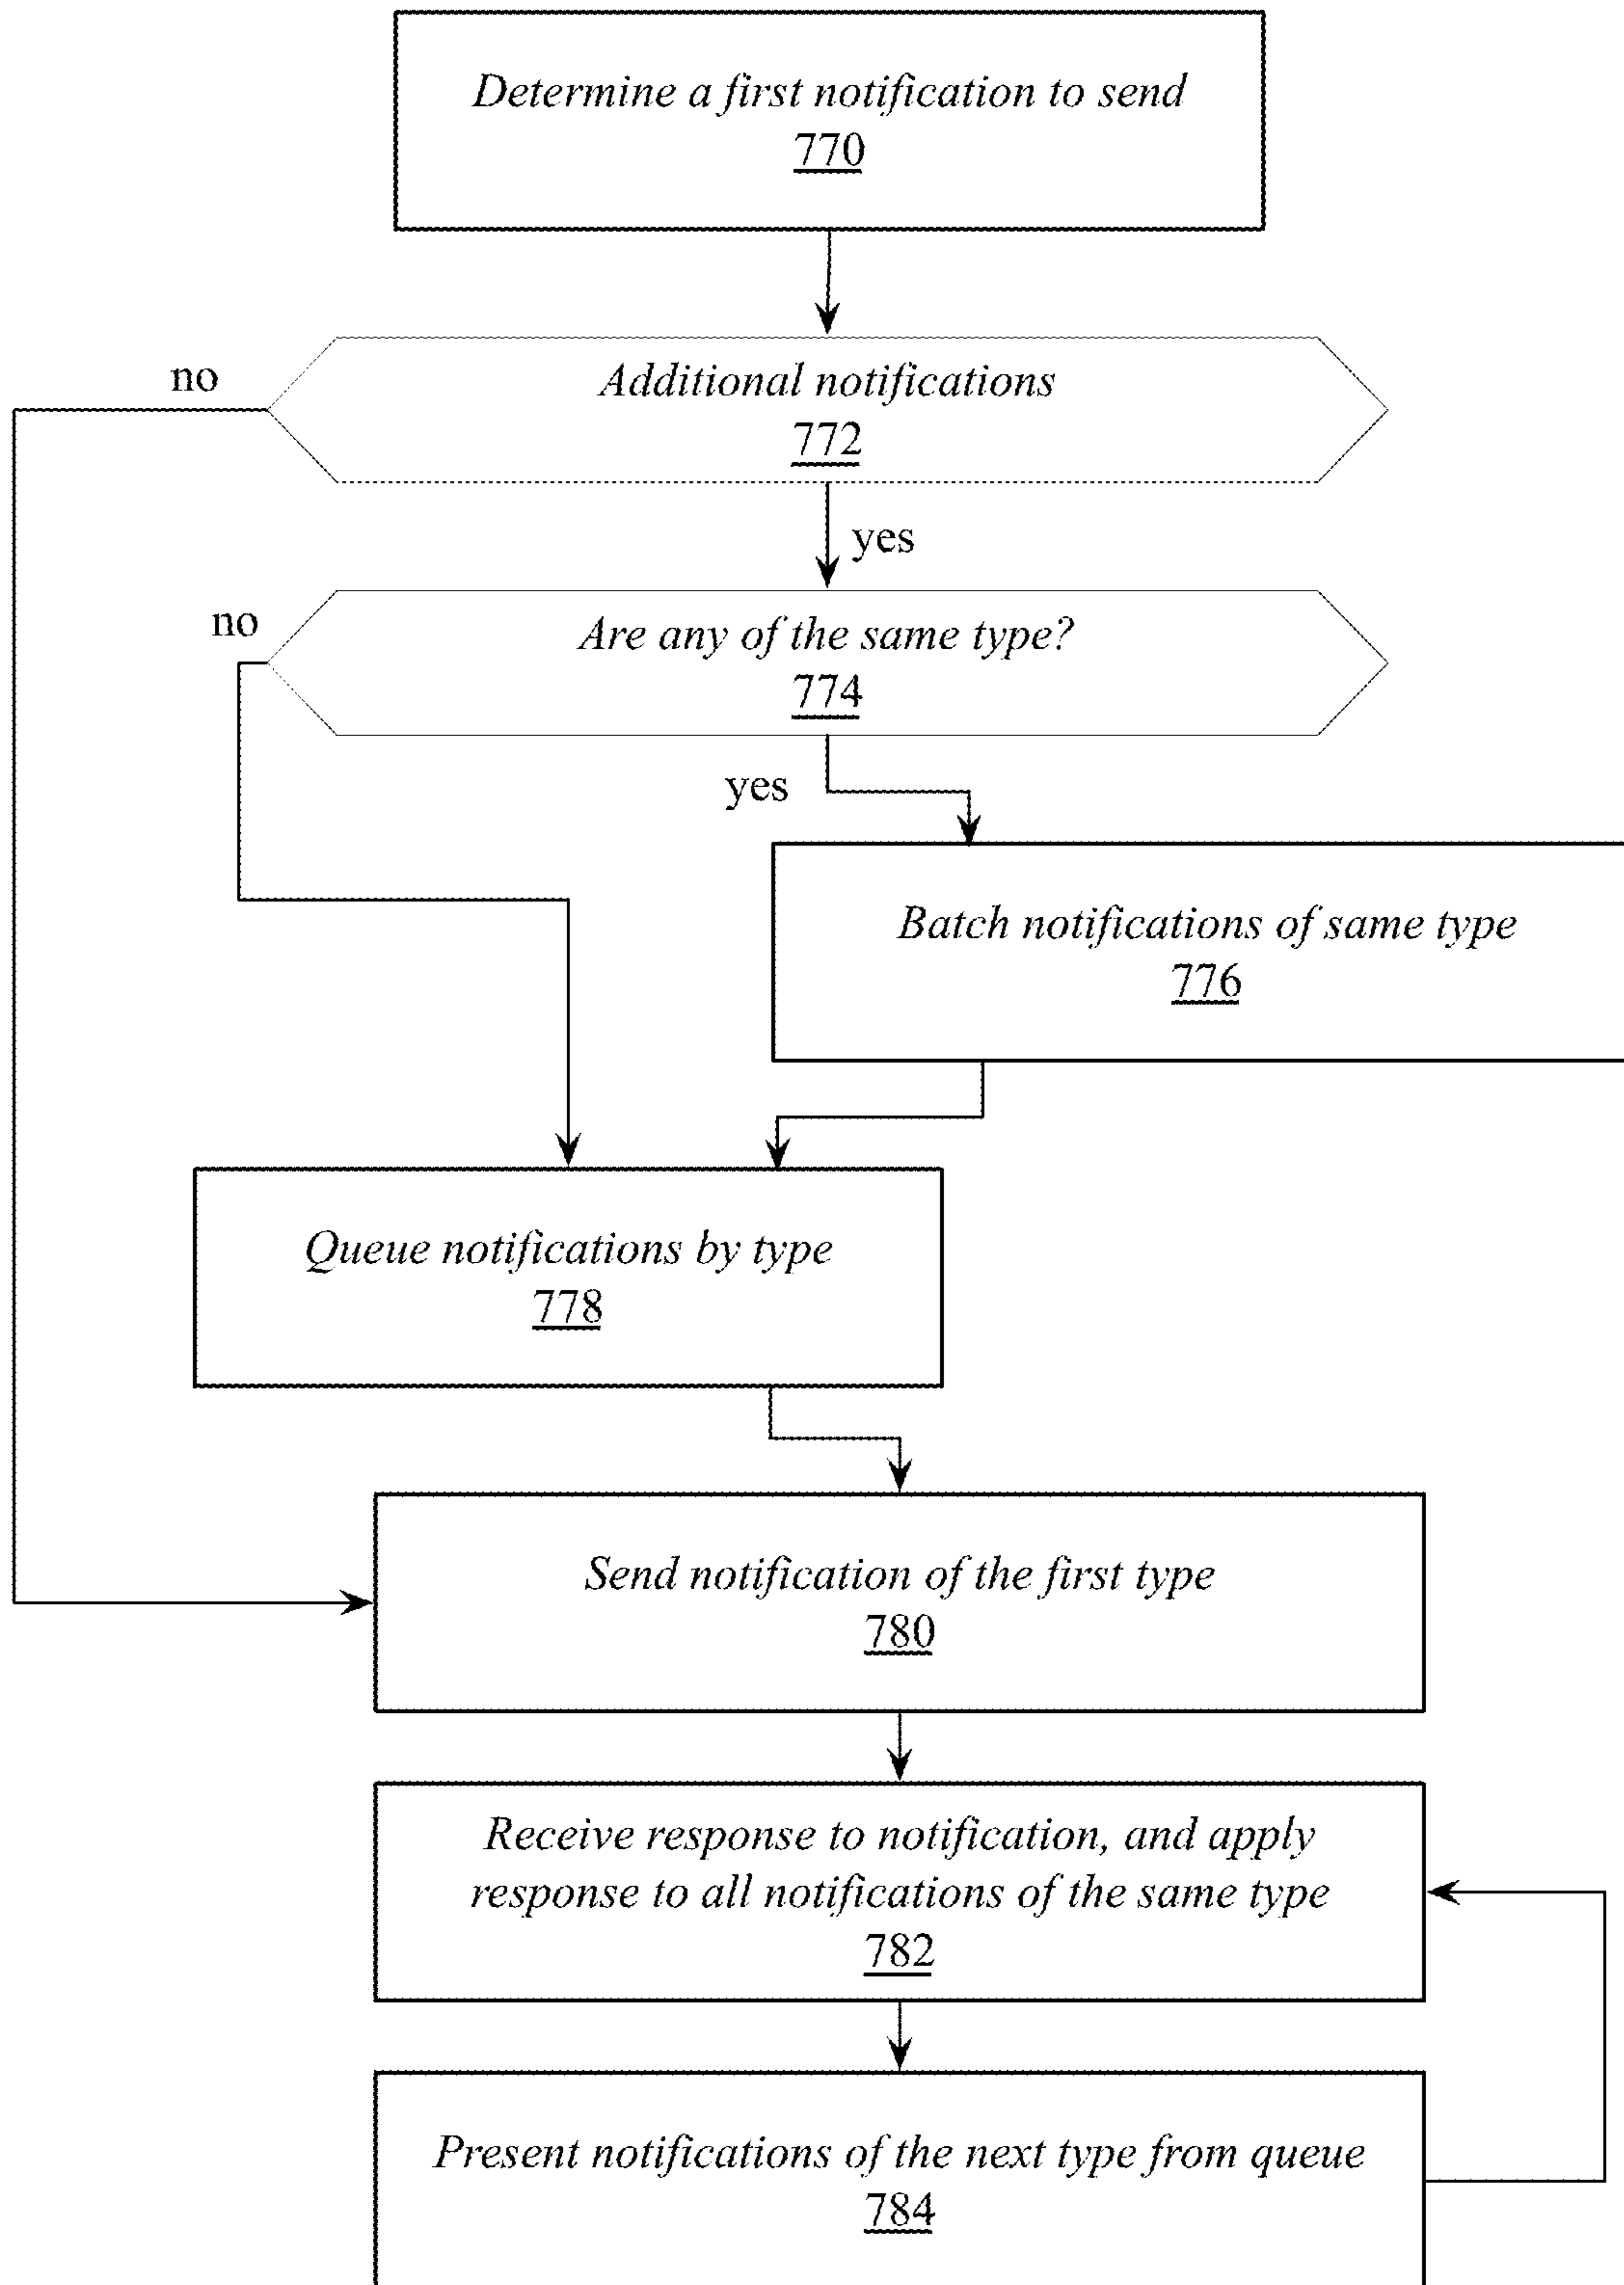 Determine a first notification to send
770
no
Additional notifications
772
yes
no
Are any of the same type?
774
yes
Batch notifications of same type
776
Queue notifications by type
778
Send notification of the first type
780
Receive response to notification, and apply
response to all notifications of the same type
782
Present notifications of the next type from queue
784